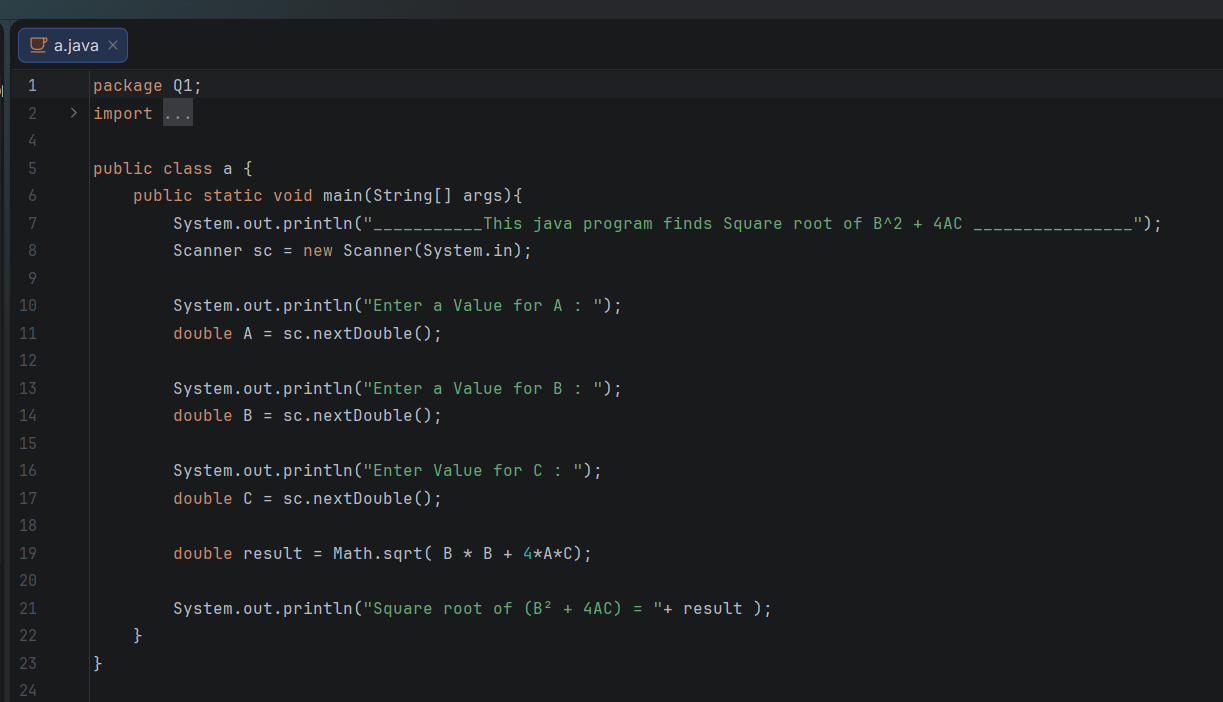 a.java
1 package Q1;
2 import ...
4
5 public class a {
6 public static void main(String[] args){
7 System.out.println("___________This java program finds Square root of B^2 + 4AC ________________");
8 Scanner sc = new Scanner(System.in);
9
10 System.out.println("Enter a Value for A : ");
11 double A = sc.nextDouble();
12
13 System.out.println("Enter a Value for B : ");
14 double B = sc.nextDouble();
15
16 System.out.println("Enter Value for C : ");
17 double C = sc.nextDouble();
18
19 double result = Math.sqrt( B * B + 4*A*C);
20
21 System.out.println("Square root of (B² + 4AC) = "+ result );
22 }
23 }
24